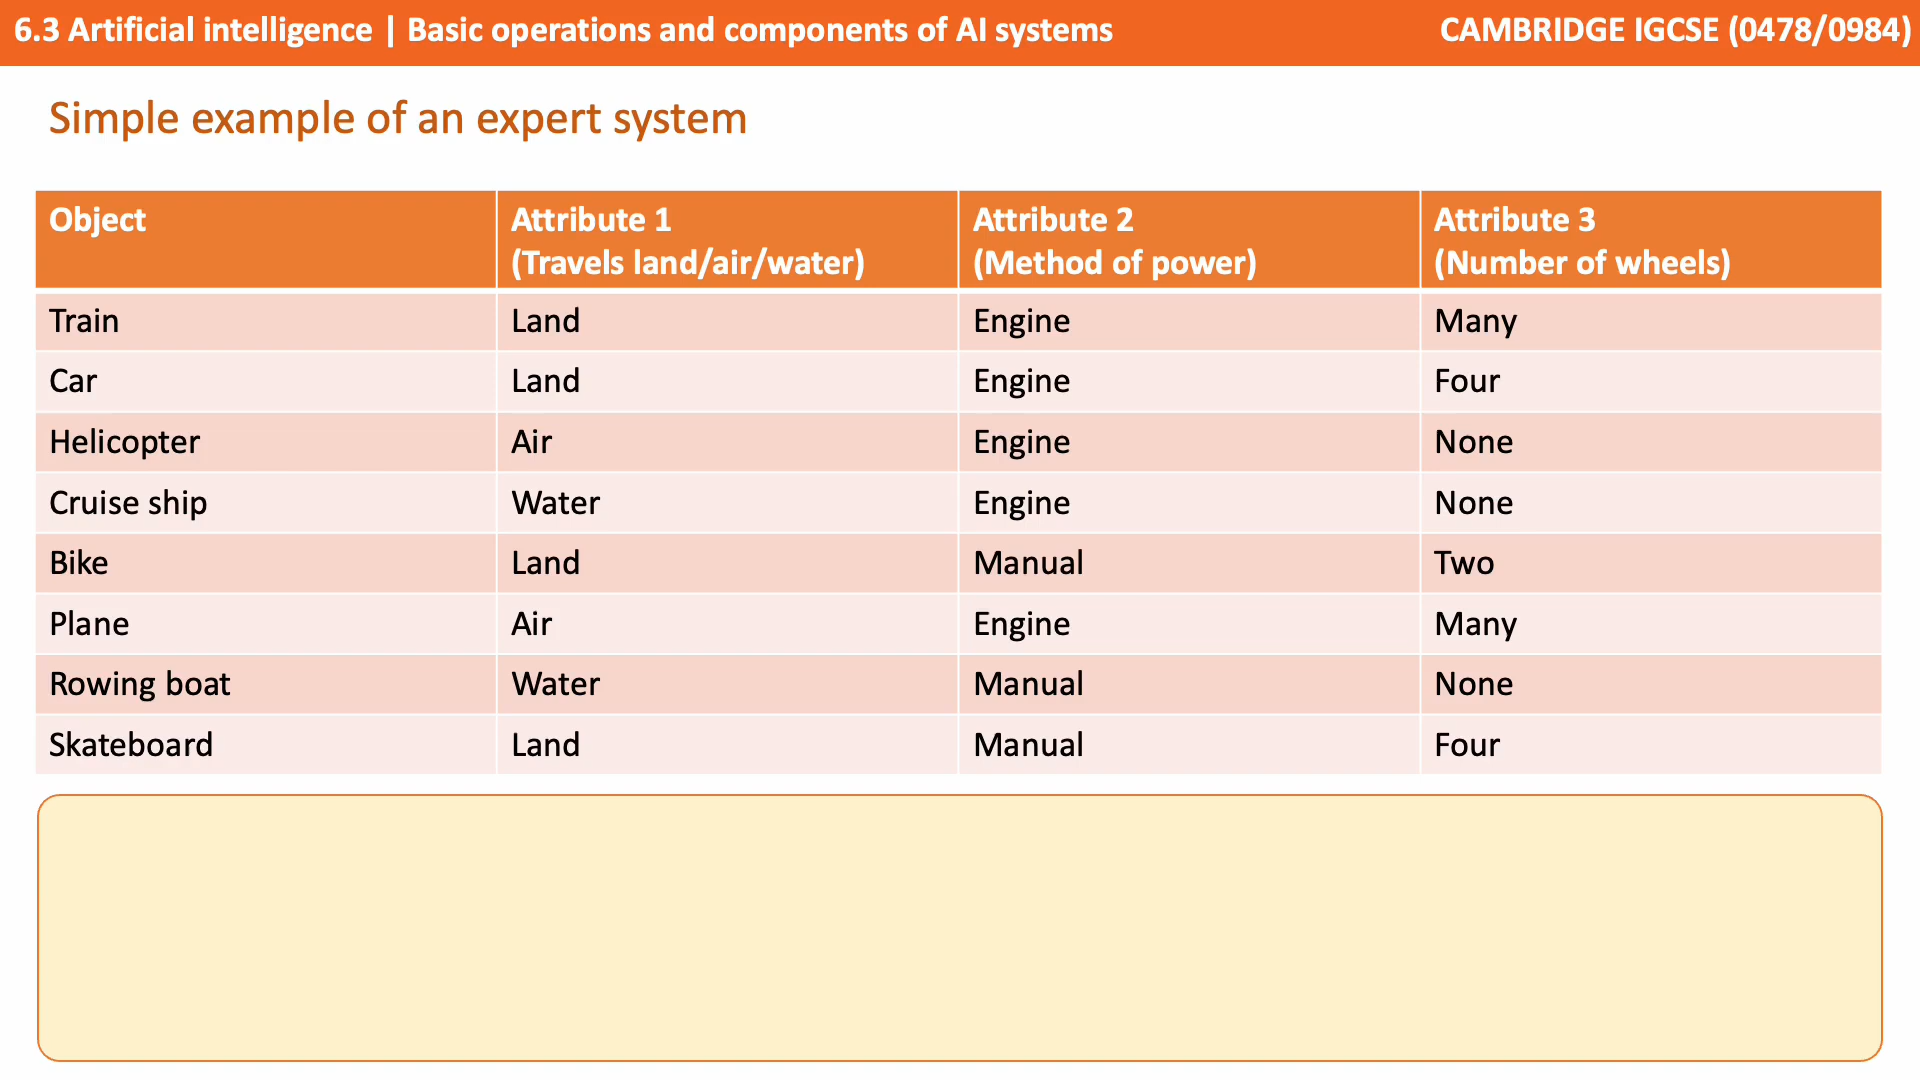 6.3 Artificial intelligence | Basic operations and components of AI systems CAMBRIDGE IGCSE (0478/0984)
Simple example of an expert system
Object Attribute 1 Attribute 2 Attribute 3
(Travels land/air/water) (Method of power) (Number of wheels)
Train Land Engine Many
Car Land Engine Four
Helicopter Air Engine None
Cruise ship Water Engine None
Bike Land Manual Two
Plane Air Engine Many
Rowing boat Water Manual None
Skateboard Land Manual Four